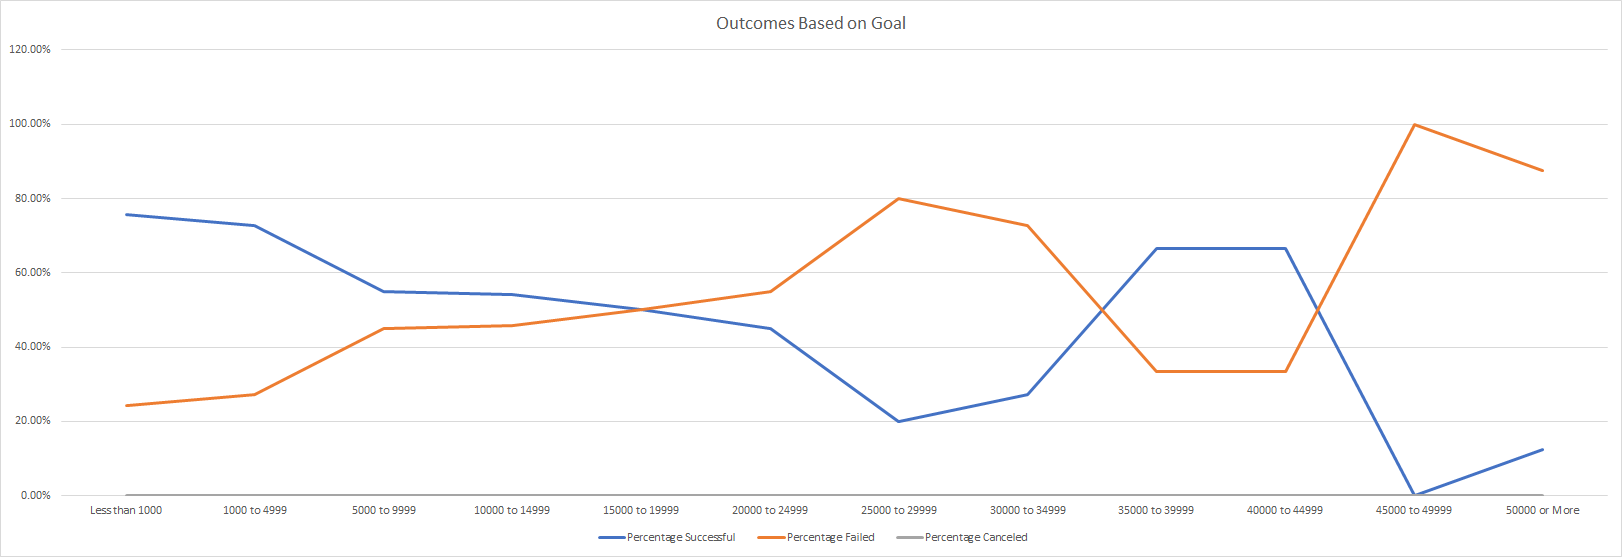 Outcomes Based on Goal
120.00%
100.00%
80.00%
60.00%
40.00%
20.00%
0.00%
Less than 1000 1000 to 4999 5000 to 9999 10000 to 14999 15000 to 19999 20000 to 24999 25000 to 29999 30000 to 34999 35000 to 39999 40000 to 44999 45000 to 49999 50000 or More
Percentage Successful Percentage Failed Percentage Canceled